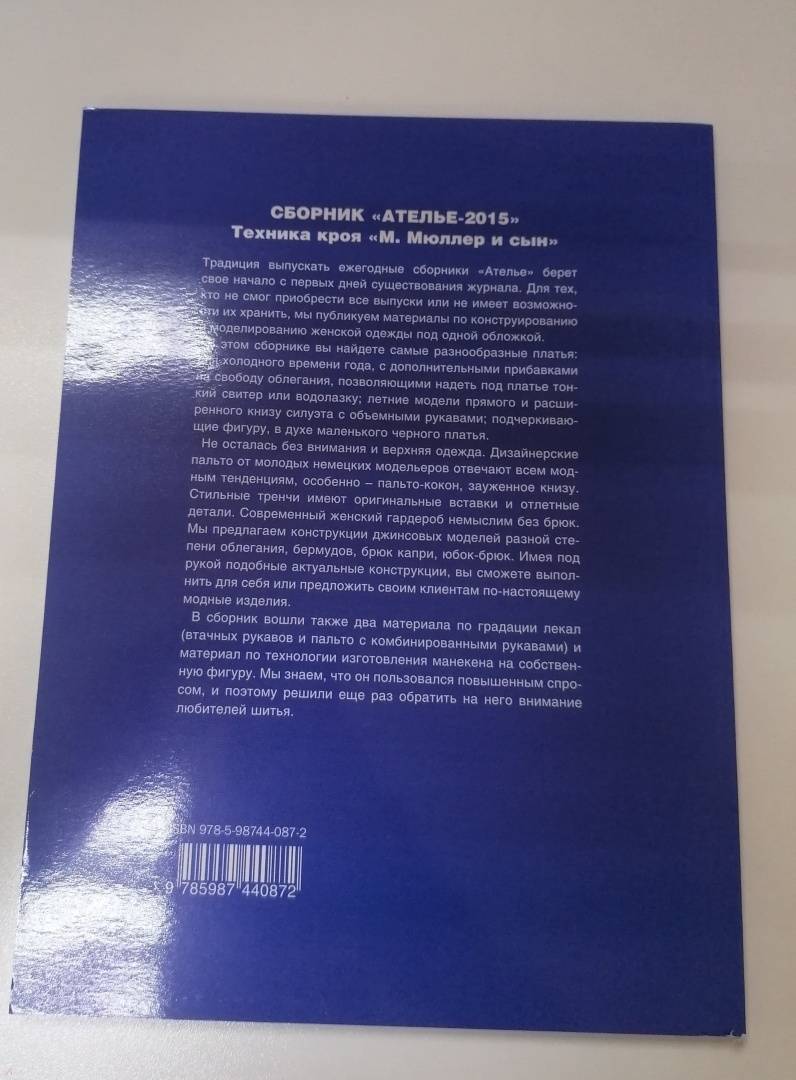 СБОРНИК «АТЕЛЬЕ-2015»
Техника кроя «М. Мюллер и сын»
Традиция выпускать ежегодные сборники «Ателье» берет
свое начало с первых дней существования журнала. Для тех,
кто не смог приобрести все выпуски или не имеет возможно-
сти их хранить, мы публикуем материалы по конструированию
и моделированию женской одежды под одной обложкой.
этом сборнике вы найдете самые разнообразные платья:
холодного времени года, с дополнительными прибавками
на свободу облегания, позволяющими надеть под платье тон-
кий свитер или водолазку; летние модели прямого и расши-
ренного книзу силуэта с объемными рукавами; подчеркиваю-
щие фигуру, в духе маленького черного платья.
Не осталась без внимания и верхняя одежда. Дизайнерские
пальто от молодых немецких модельеров отвечают всем мод-
ным тенденциям, особенно – пальто-кокон, зауженное книзу.
Стильные тренчи имеют оригинальные вставки и отлетные
детали. Современный женский гардероб немыслим без брюк.
Мы предлагаем конструкции джинсовых моделей разной сте-
пени облегания, бермудов, брюк капри, юбок-брюк. Имея под
рукой подобные актуальные конструкции, вы сможете выпол-
нить для себя или предложить своим клиентам по-настоящему
модные изделия.
В сборник вошли также два материала по градации лекал
(втачных рукавов и пальто с комбинированными рукавами) и
материал по технологии изготовления манекена на собствен-
ную фигуру. Мы знаем, что он пользовался повышенным спро-
сом, и поэтому решили еще раз обратить на него внимание
любителей шитья.
ISBN 978-5-98744-087-2
9 785987 440872